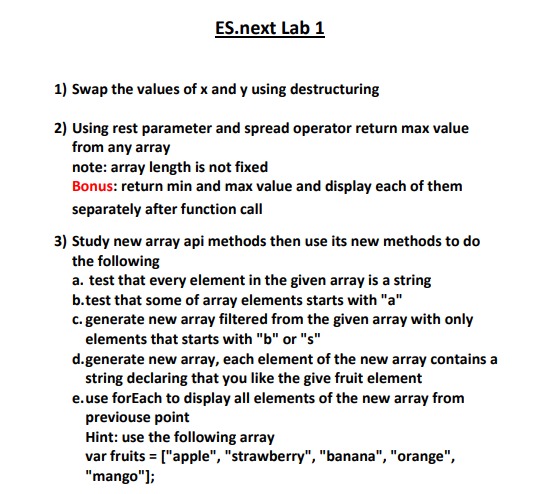 ES.next Lab 1
1) Swap the values of x and y using destructuring
2) Using rest parameter and spread operator return max value
from any array
note: array length is not fixed
Bonus: return min and max value and display each of them
separately after function call
3) Study new array api methods then use its new methods to do
the following
a. test that every element in the given array is a string
b.test that some of array elements starts with "a"
c. generate new array filtered from the given array with only
elements that starts with "b" or "s"
d.generate new array, each element of the new array contains a
string declaring that you like the give fruit element
e.use forEach to display all elements of the new array from
previouse point
Hint: use the following array
var fruits = ["apple", "strawberry", "banana", "orange",
"mango"];